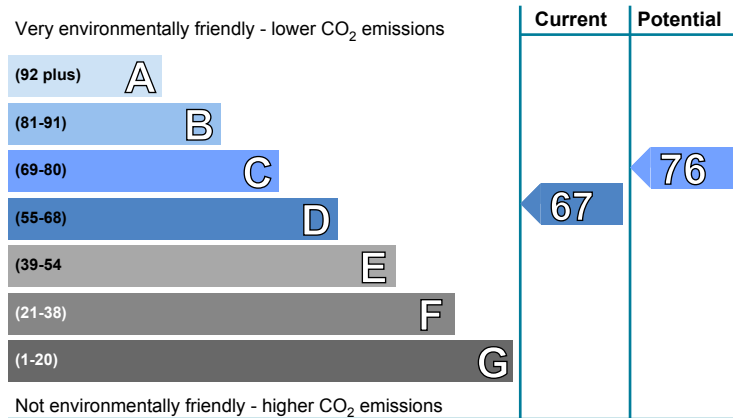 Very environmentally friendly - lower CO₂ emissions
Current
Potential
(92 plus) A
(81-91) B
(69-80) C
(55-68) D
(39-54 E
(21-38) F
(1-20) G
67
76
Not environmentally friendly - higher CO₂ emissions